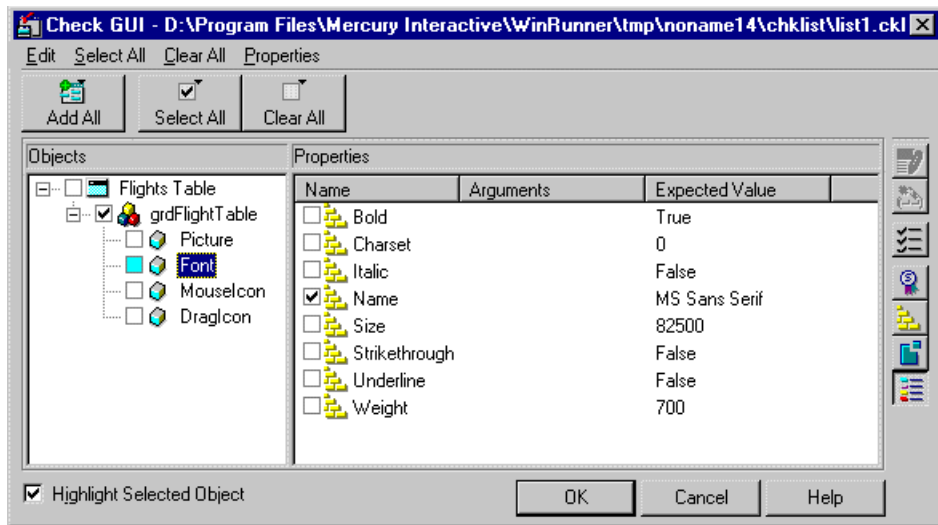 Check GUI - D:\Program Files\Mercury Interactive\WinRunner\tmp\noname14\chklist\list1.ckl
Edit Select All Clear All Properties
Add All Select All Clear All
Objects Properties
Name Arguments Expected Value
Flights Table
grdFlightTable
Picture
Font
MouseIcon
DragIcon
Bold True
Charset 0
Italic False
Name MS Sans Serif
Size 82500
Strikethrough False
Underline False
Weight 700
Highlight Selected Object OK Cancel Help